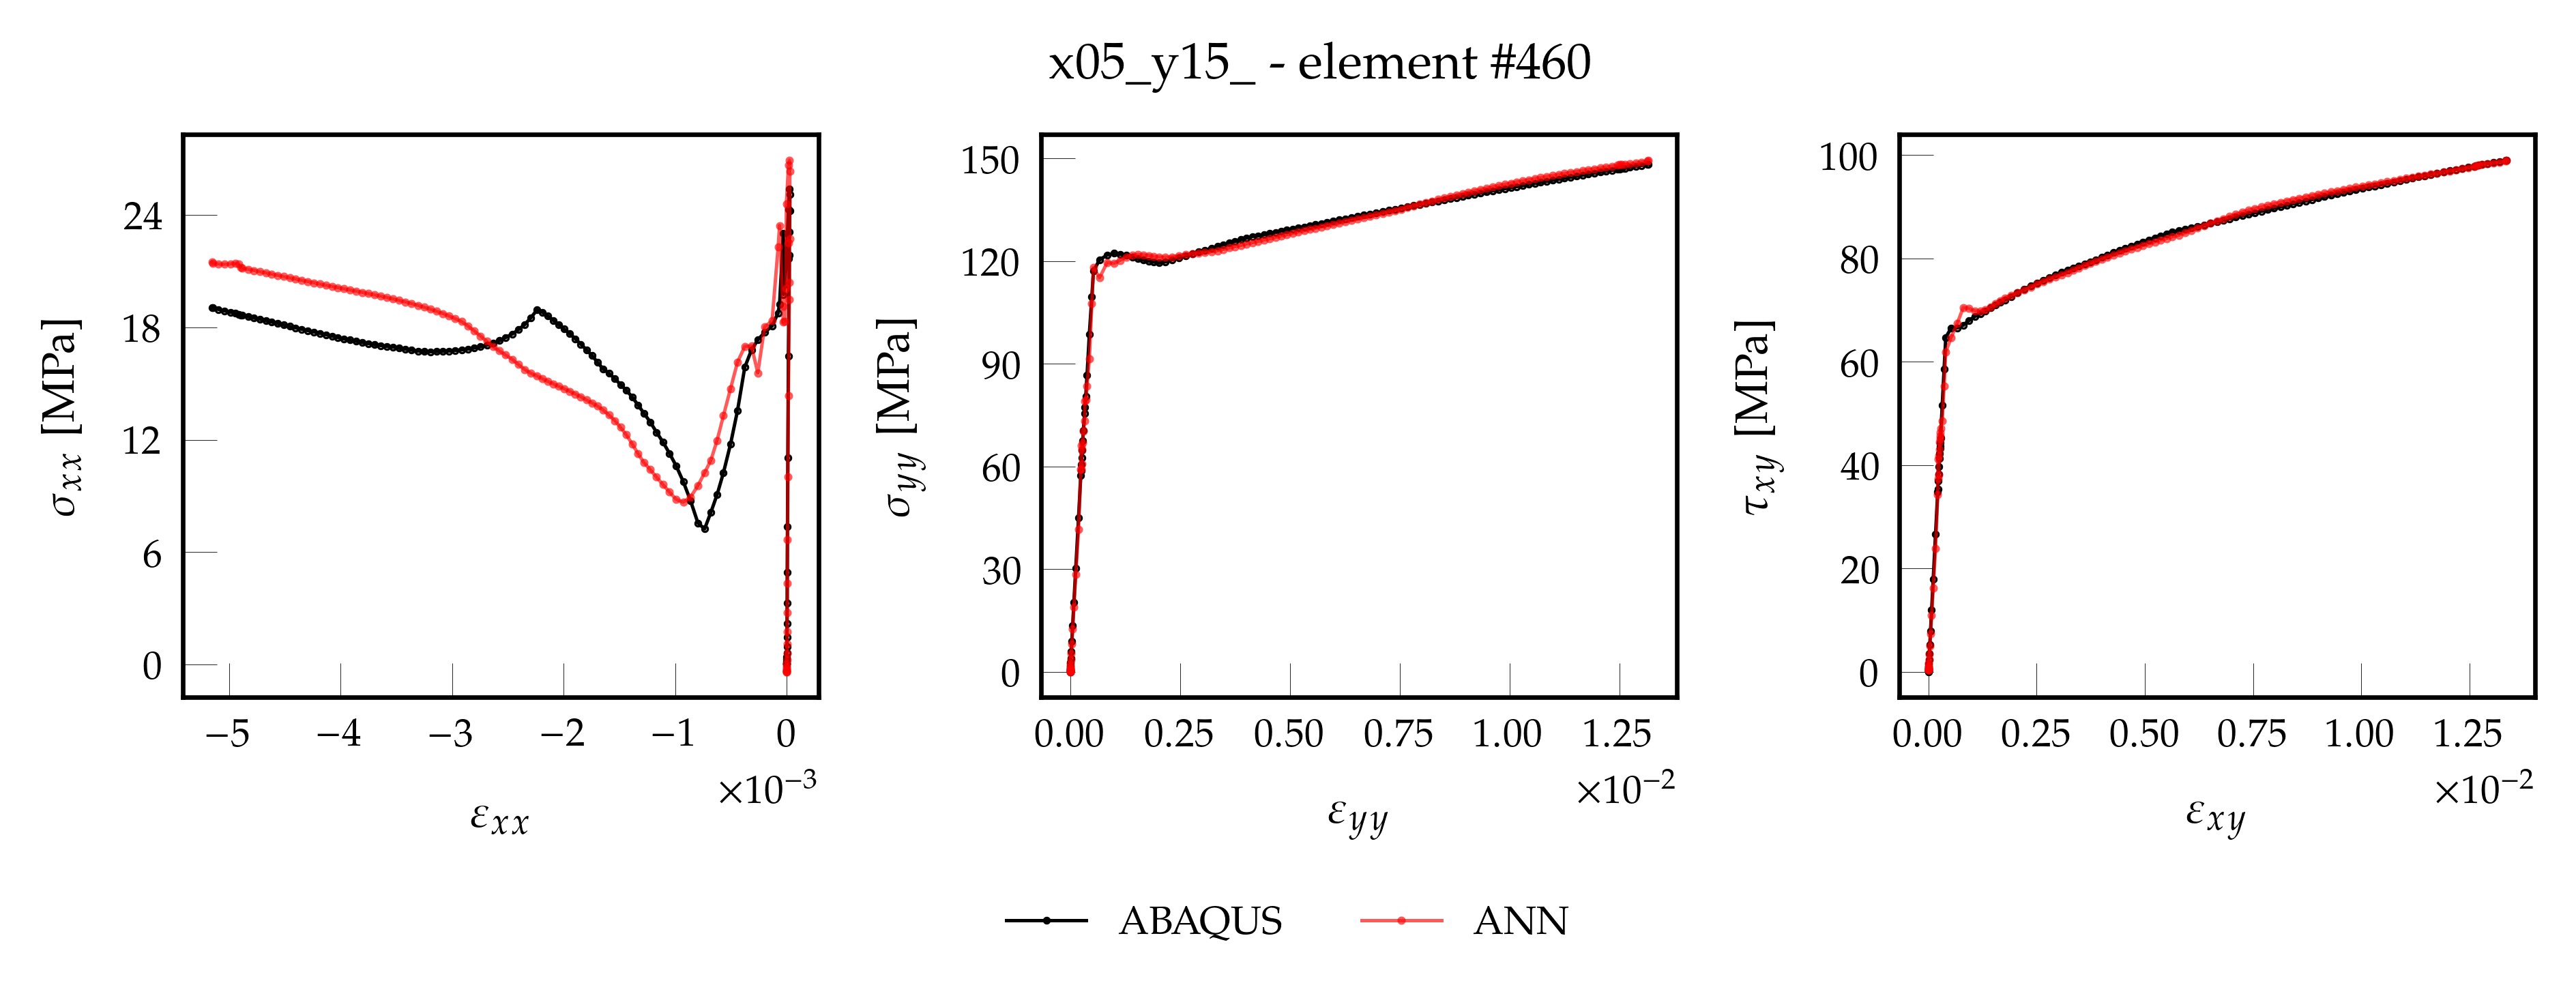 x05_y15_ - element #460
σxx [MPa]
24
18
12
6
0
−5 −4 −3 −2 −1 0
×10−3
εxx
σyy [MPa]
150
120
90
60
30
0
0.00 0.25 0.50 0.75 1.00 1.25
×10−2
εyy
τxy [MPa]
100
80
60
40
20
0
0.00 0.25 0.50 0.75 1.00 1.25
×10−2
εxy
ABAQUS ANN